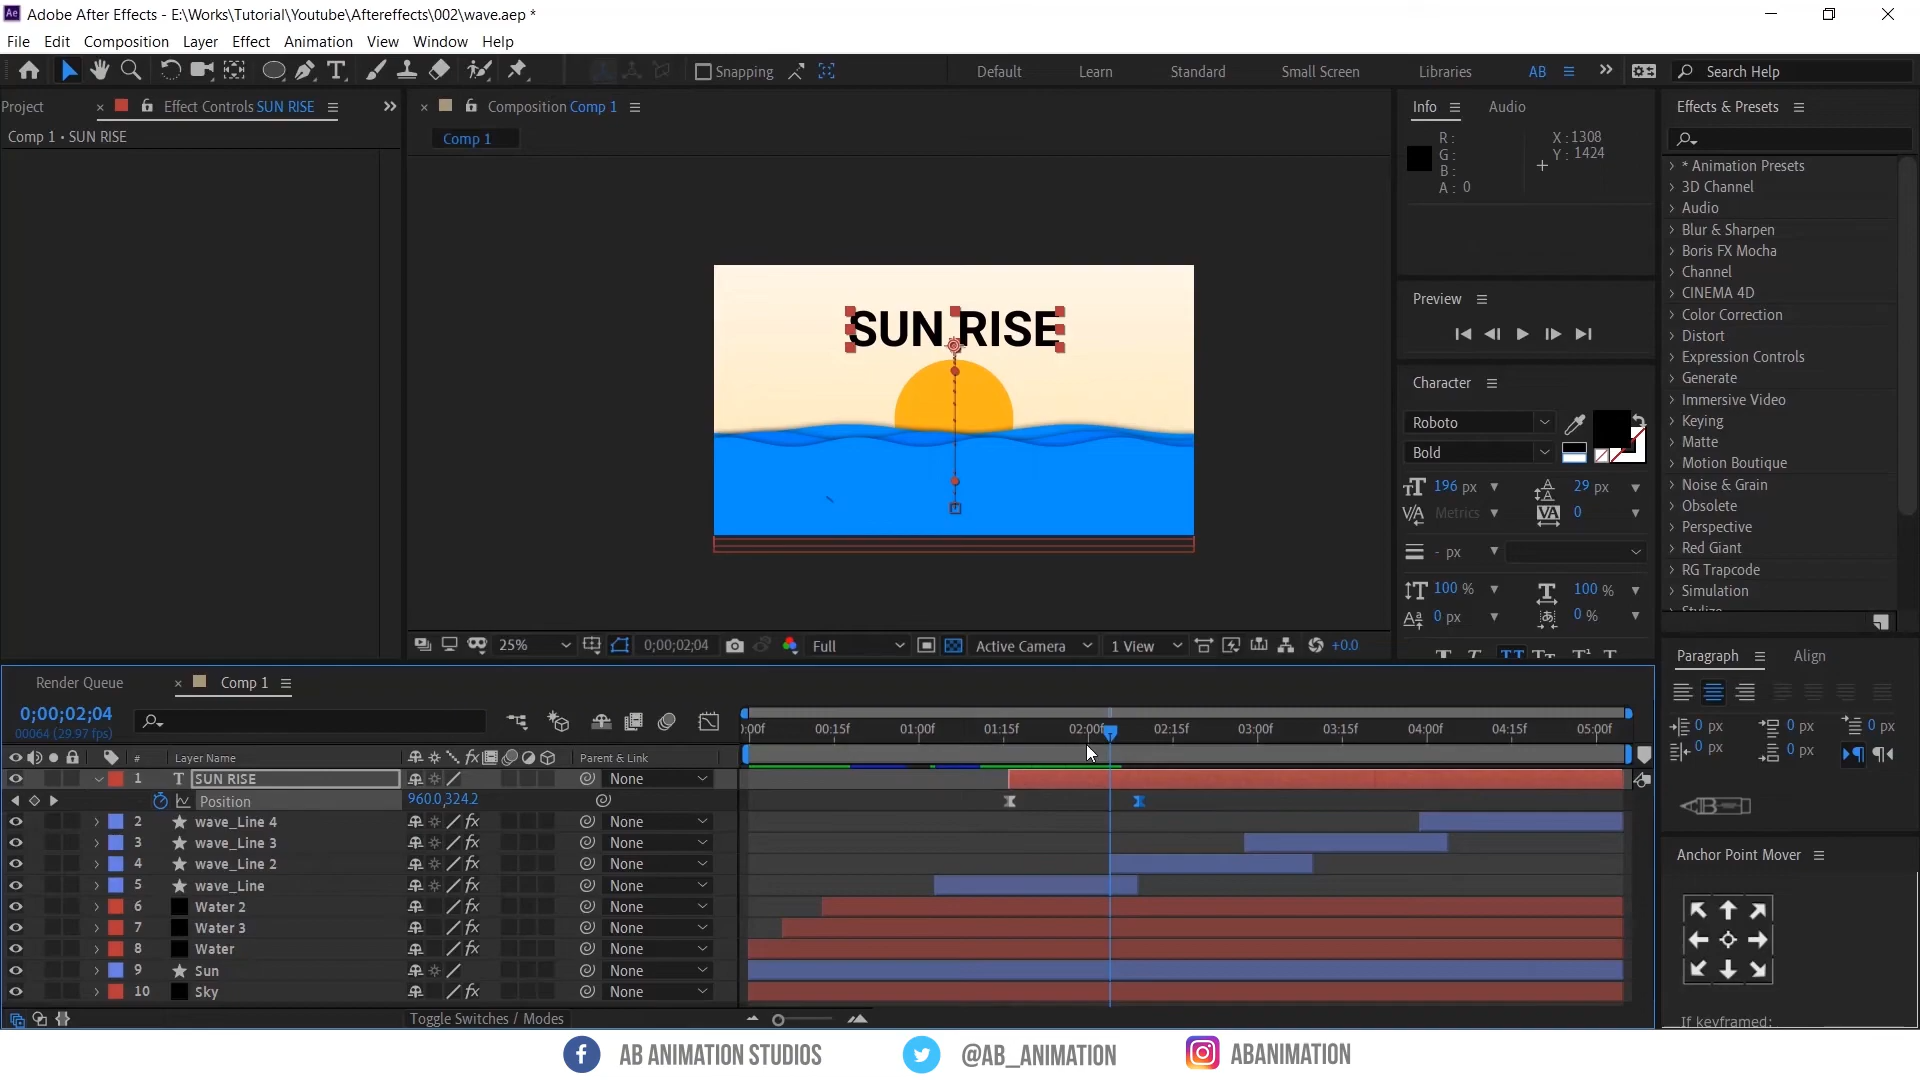 Adobe After Effects - E:\Works\Tutorial\Youtube\Aftereffects\002\wave.aep *
File Edit Composition Layer Effect Animation View Window Help
Snapping Default Learn Standard Small Screen Libraries AB Search Help
Project Effect Controls SUN RISE
Comp 1 • SUN RISE
Composition Comp 1
Comp 1
SUN RISE
25% 0;00;02;04 Full Active Camera 1 View +0.0
Info Audio
R :
G :
B :
A : 0
X : 1308
Y : 1424
Preview
Character
Roboto
Bold
196 px 29 px
Metrics 0
- px
100 % 100 %
0 px 0 %
Effects & Presets
* Animation Presets
3D Channel
Audio
Blur & Sharpen
Boris FX Mocha
Channel
CINEMA 4D
Color Correction
Distort
Expression Controls
Generate
Immersive Video
Keying
Matte
Motion Boutique
Noise & Grain
Obsolete
Perspective
Red Giant
RG Trapcode
Simulation
Stylize
Paragraph Align
0 px 0 px 0 px
0 px 0 px
Anchor Point Mover
If keyframed:
Render Queue Comp 1
0;00;02;04
00064 (29.97 fps)
:00f 00:15f 01:00f 01:15f 02:00f 02:15f 03:00f 03:15f 04:00f 04:15f 05:00f
# Layer Name Parent & Link
1 T SUN RISE None
Position 960.0,324.2
2 wave_Line 4 fx None
3 wave_Line 3 fx None
4 wave_Line 2 fx None
5 wave_Line fx None
6 Water 2 fx None
7 Water 3 fx None
8 Water fx None
9 Sun None
10 Sky fx None
Toggle Switches / Modes
AB ANIMATION STUDIOS @AB_ANIMATION ABANIMATION